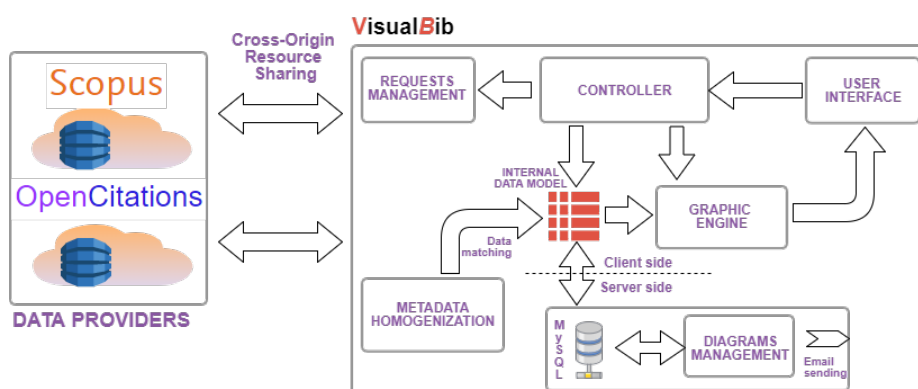 VisualBib
Cross-Origin
Resource
Sharing
Scopus
OpenCitations
DATA PROVIDERS
REQUESTS
MANAGEMENT
CONTROLLER
USER
INTERFACE
INTERNAL
DATA MODEL
GRAPHIC
ENGINE
Data
matching
Client side
Server side
METADATA
HOMOGENIZATION
MySQL
DIAGRAMS
MANAGEMENT
Email
sending